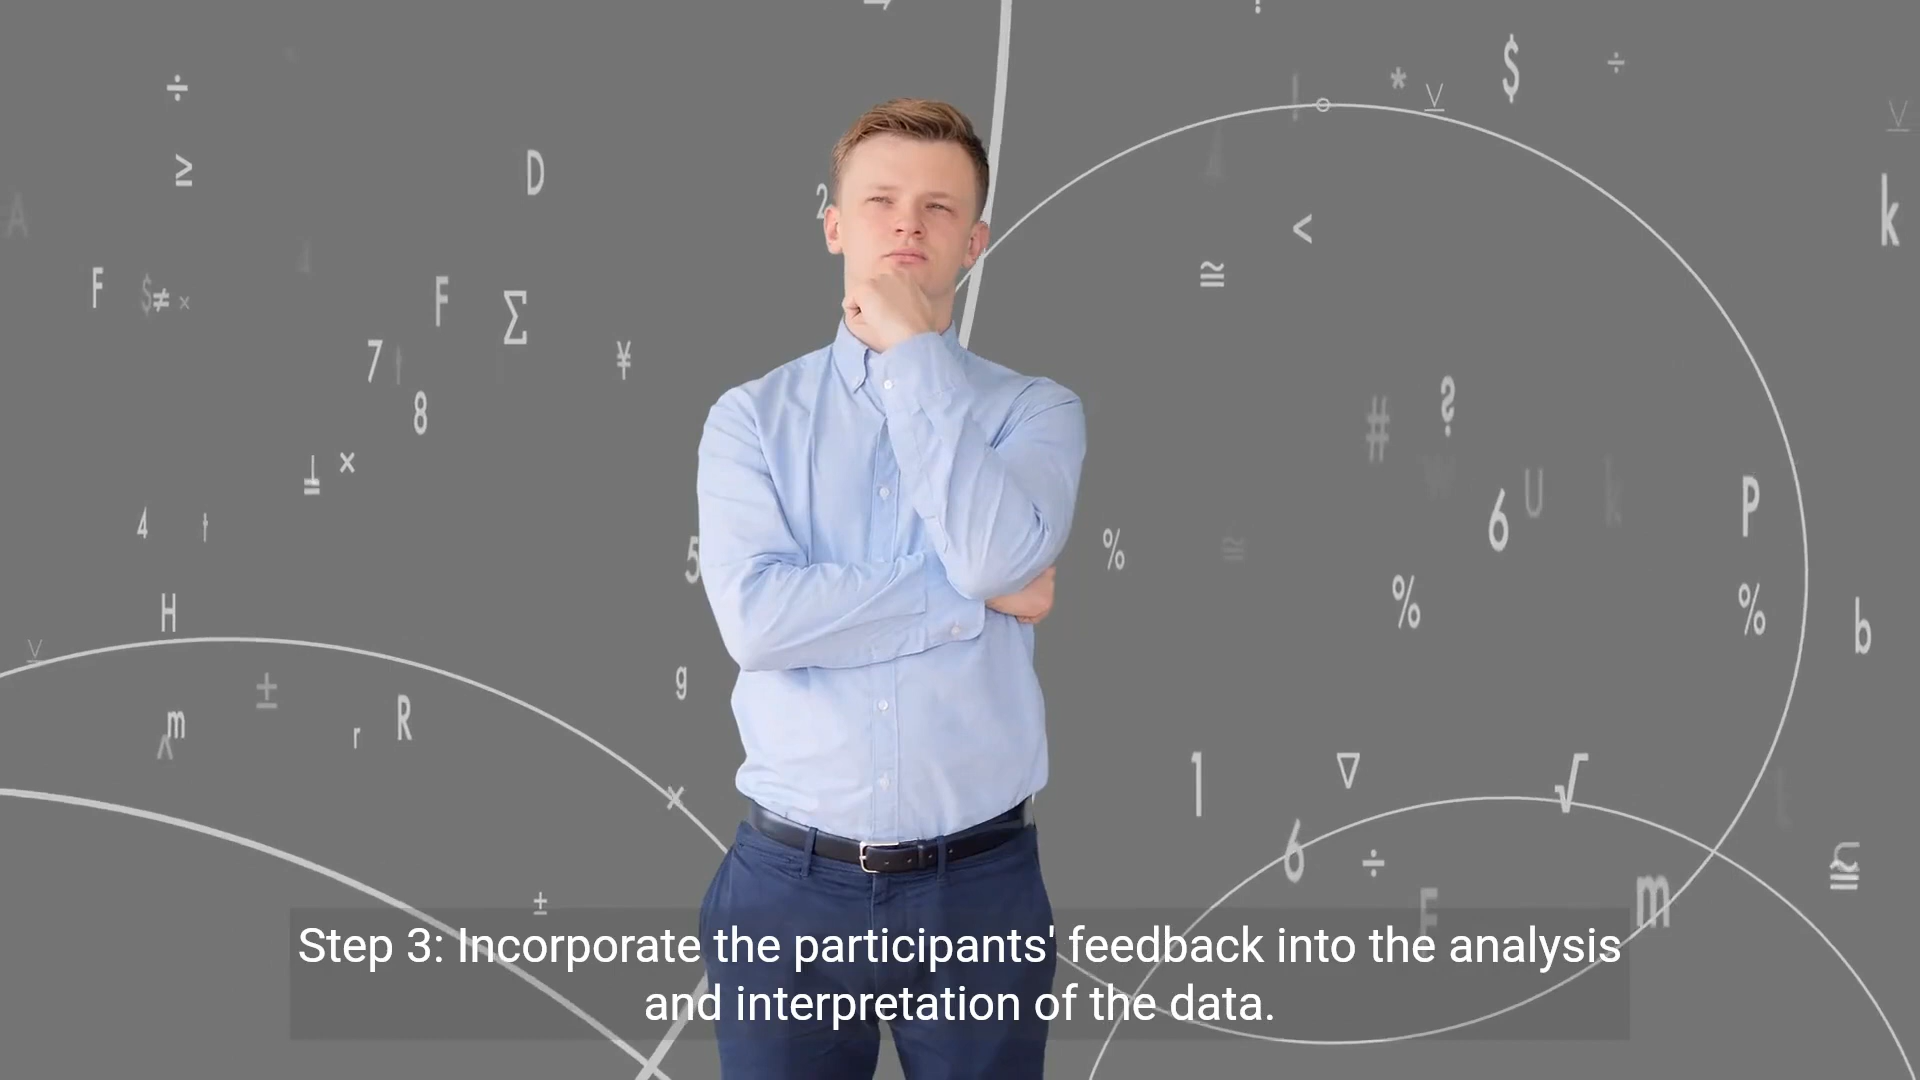 Step 3: Incorporate the participants' feedback into the analysis
and interpretation of the data.